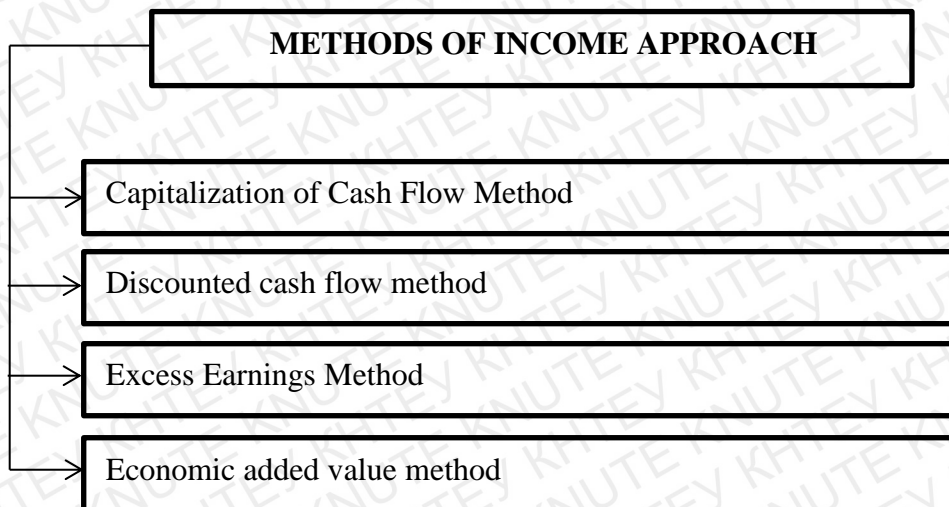 METHODS OF INCOME APPROACH
Capitalization of Cash Flow Method
Discounted cash flow method
Excess Earnings Method
Economic added value method